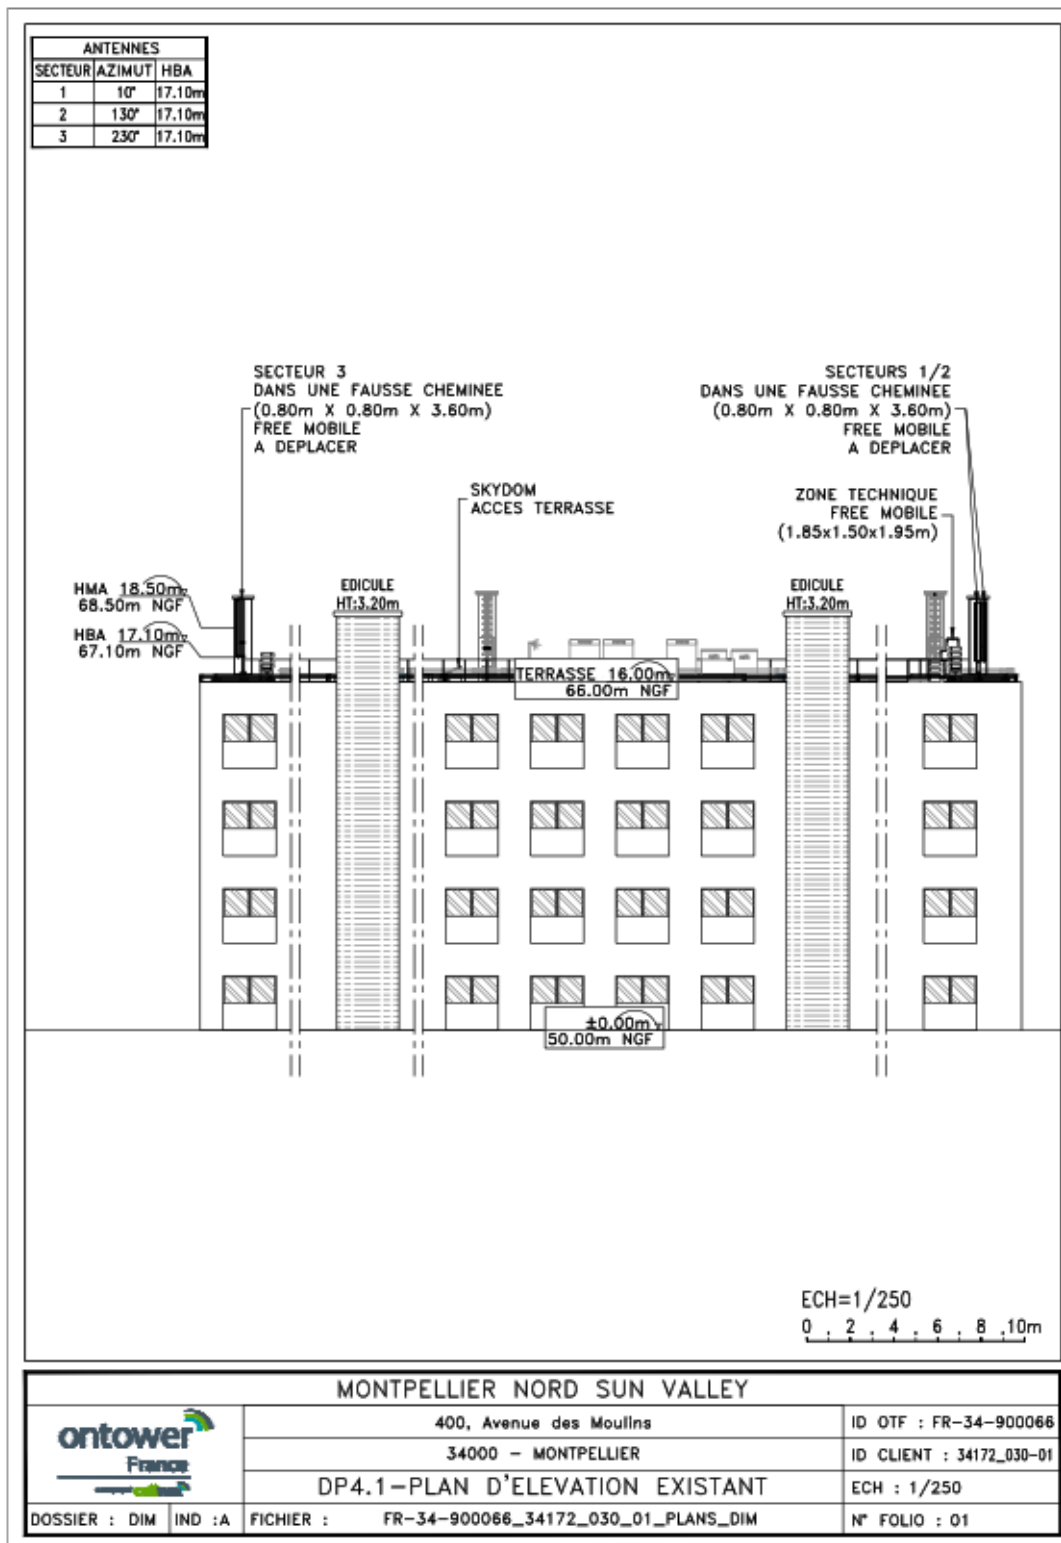 ANTENNES
SECTEUR AZIMUT HBA
1 10° 17.10m
2 130° 17.10m
3 230° 17.10m
SECTEUR 3
DANS UNE FAUSSE CHEMINEE
(0.80m X 0.80m X 3.60m)
FREE MOBILE
A DEPLACER
SECTEURS 1/2
DANS UNE FAUSSE CHEMINEE
(0.80m X 0.80m X 3.60m)
FREE MOBILE
A DEPLACER
SKYDOM
ACCES TERRASSE
ZONE TECHNIQUE
FREE MOBILE
(1.85x1.50x1.95m)
HMA 18.50m
68.50m NGF
HBA 17.10m
67.10m NGF
EDICULE
HT:3.20m
EDICULE
HT:3.20m
TERRASSE 16.00m
66.00m NGF
±0.00m
50.00m NGF
ECH=1/250
0 2 4 6 8 10m
MONTPELLIER NORD SUN VALLEY
ontower
France
400, Avenue des Moulins
34000 - MONTPELLIER
DP4.1-PLAN D'ELEVATION EXISTANT
ID OTF : FR-34-900066
ID CLIENT : 34172_030-01
ECH : 1/250
DOSSIER : DIM IND :A FICHIER : FR-34-900066_34172_030_01_PLANS_DIM N° FOLIO : 01